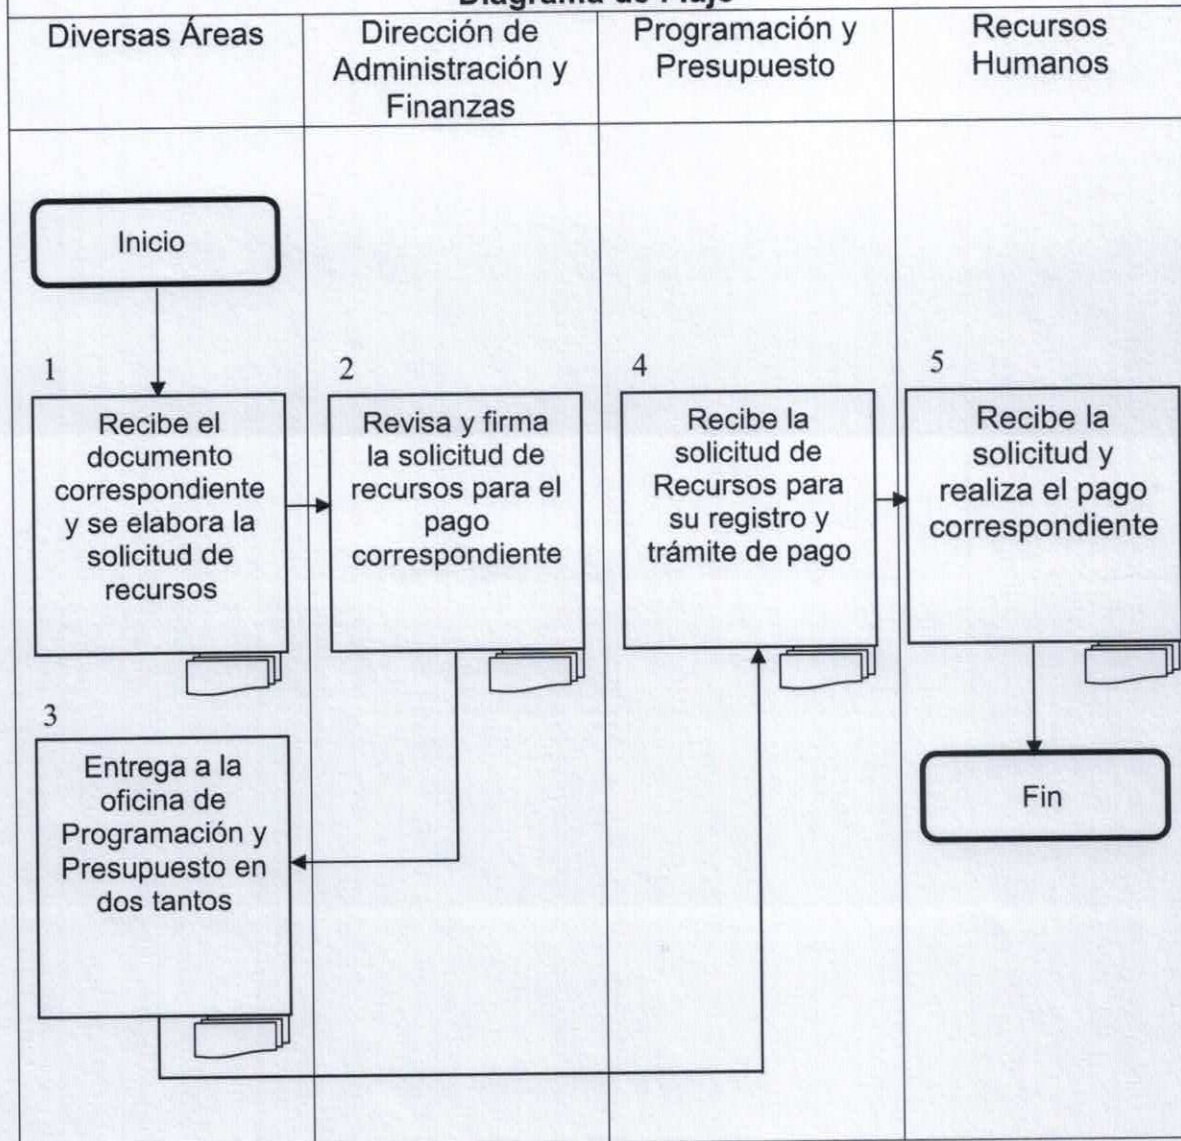 Diagrama de Flujo
Diversas Áreas
Dirección de
Administración y
Finanzas
Programación y
Presupuesto
Recursos
Humanos
Inicio
1
Recibe el
documento
correspondiente
y se elabora la
solicitud de
recursos
2
Revisa y firma
la solicitud de
recursos para el
pago
correspondiente
3
Entrega a la
oficina de
Programación y
Presupuesto en
dos tantos
4
Recibe la
solicitud de
Recursos para
su registro y
trámite de pago
5
Recibe la
solicitud y
realiza el pago
correspondiente
Fin